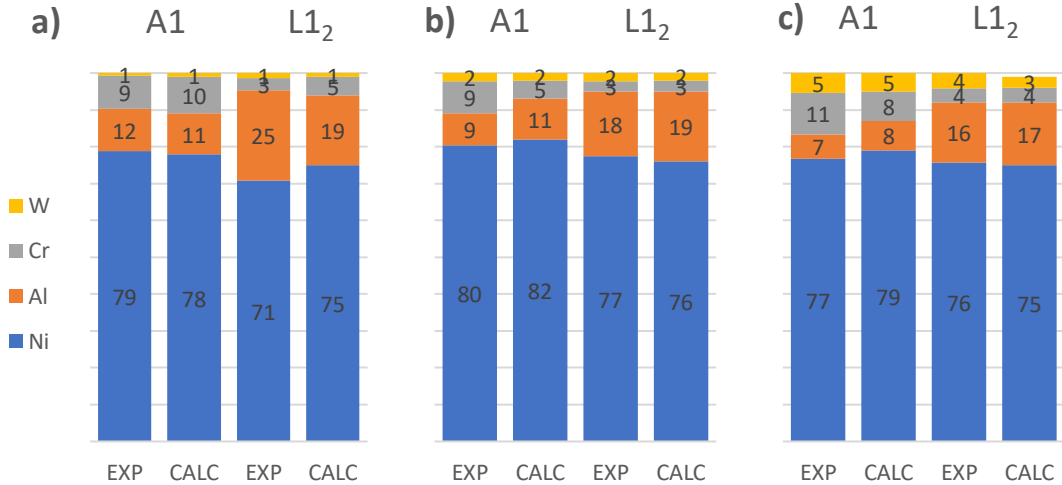 a) A1 L1₂
b) A1 L1₂
c) A1 L1₂
1 1 1 1
9 10 3 5
12 11 25 19
79 78 71 75
2 2 2 2
9 5 3 3
9 11 18 19
80 82 77 76
5 5 4 3
11 8 4 4
7 8 16 17
77 79 76 75
W
Cr
Al
Ni
EXP CALC EXP CALC
EXP CALC EXP CALC
EXP CALC EXP CALC